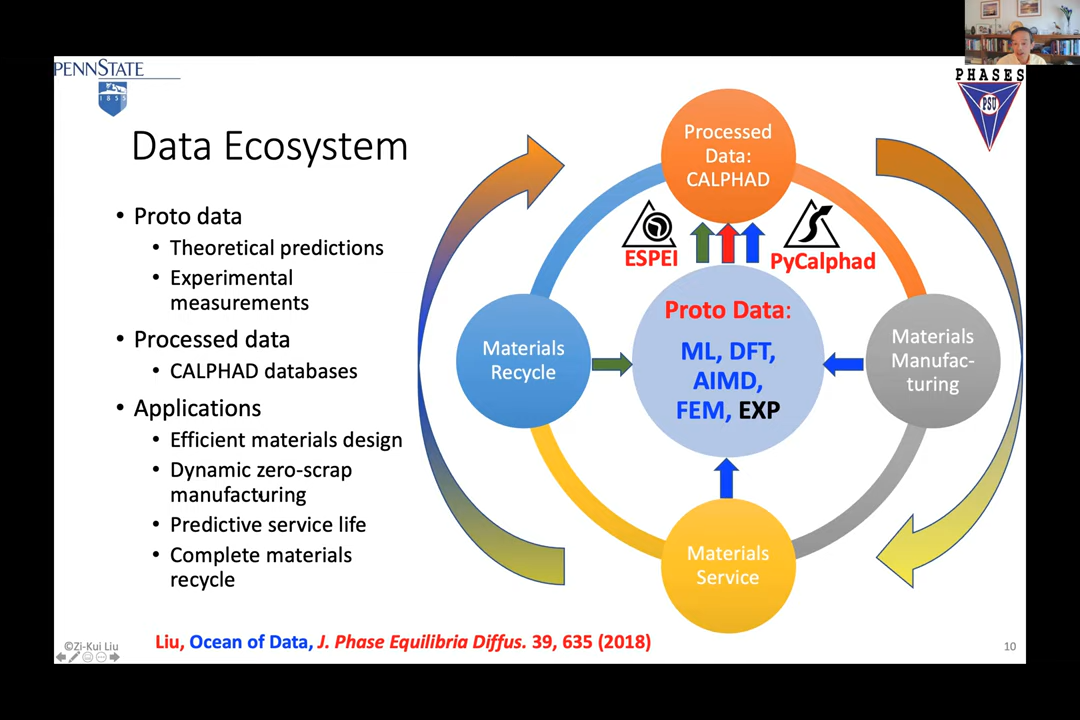 PENNSTATE
1855
PHASES
PSU
Data Ecosystem
• Proto data
• Theoretical predictions
• Experimental
measurements
• Processed data
• CALPHAD databases
• Applications
• Efficient materials design
• Dynamic zero-scrap
manufacturing
• Predictive service life
• Complete materials
recycle
Processed
Data:
CALPHAD
ESPEI
PyCalphad
Proto Data:
ML, DFT,
AIMD,
FEM, EXP
Materials
Recycle
Materials
Manufac-
turing
Materials
Service
©Zi-Kui Liu
Liu, Ocean of Data, J. Phase Equilibria Diffus. 39, 635 (2018)
10